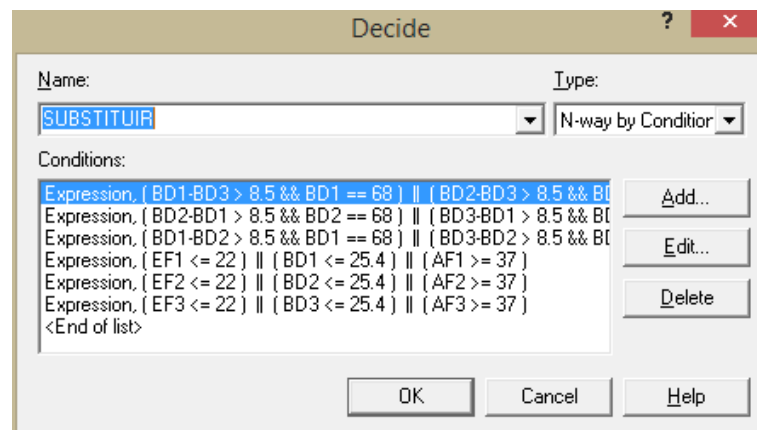 Decide
? ×
Name: Type:
SUBSTITUIR N-way by Condition
Conditions:
Expression, ( BD1-BD3 > 8.5 && BD1 == 68 ) || ( BD2-BD3 > 8.5 &&
Expression, ( BD2-BD1 > 8.5 && BD2 == 68 ) || ( BD3-BD1 > 8.5 &&
Expression, ( BD1-BD2 > 8.5 && BD1 == 68 ) || ( BD3-BD2 > 8.5 &&
Expression, ( EF1 <= 22 ) || ( BD1 <= 25.4 ) || ( AF1 >= 37 )
Expression, ( EF2 <= 22 ) || ( BD2 <= 25.4 ) || ( AF2 >= 37 )
Expression, ( EF3 <= 22 ) || ( BD3 <= 25.4 ) || ( AF3 >= 37 )
<End of list>
Add...
Edit...
Delete
OK Cancel Help